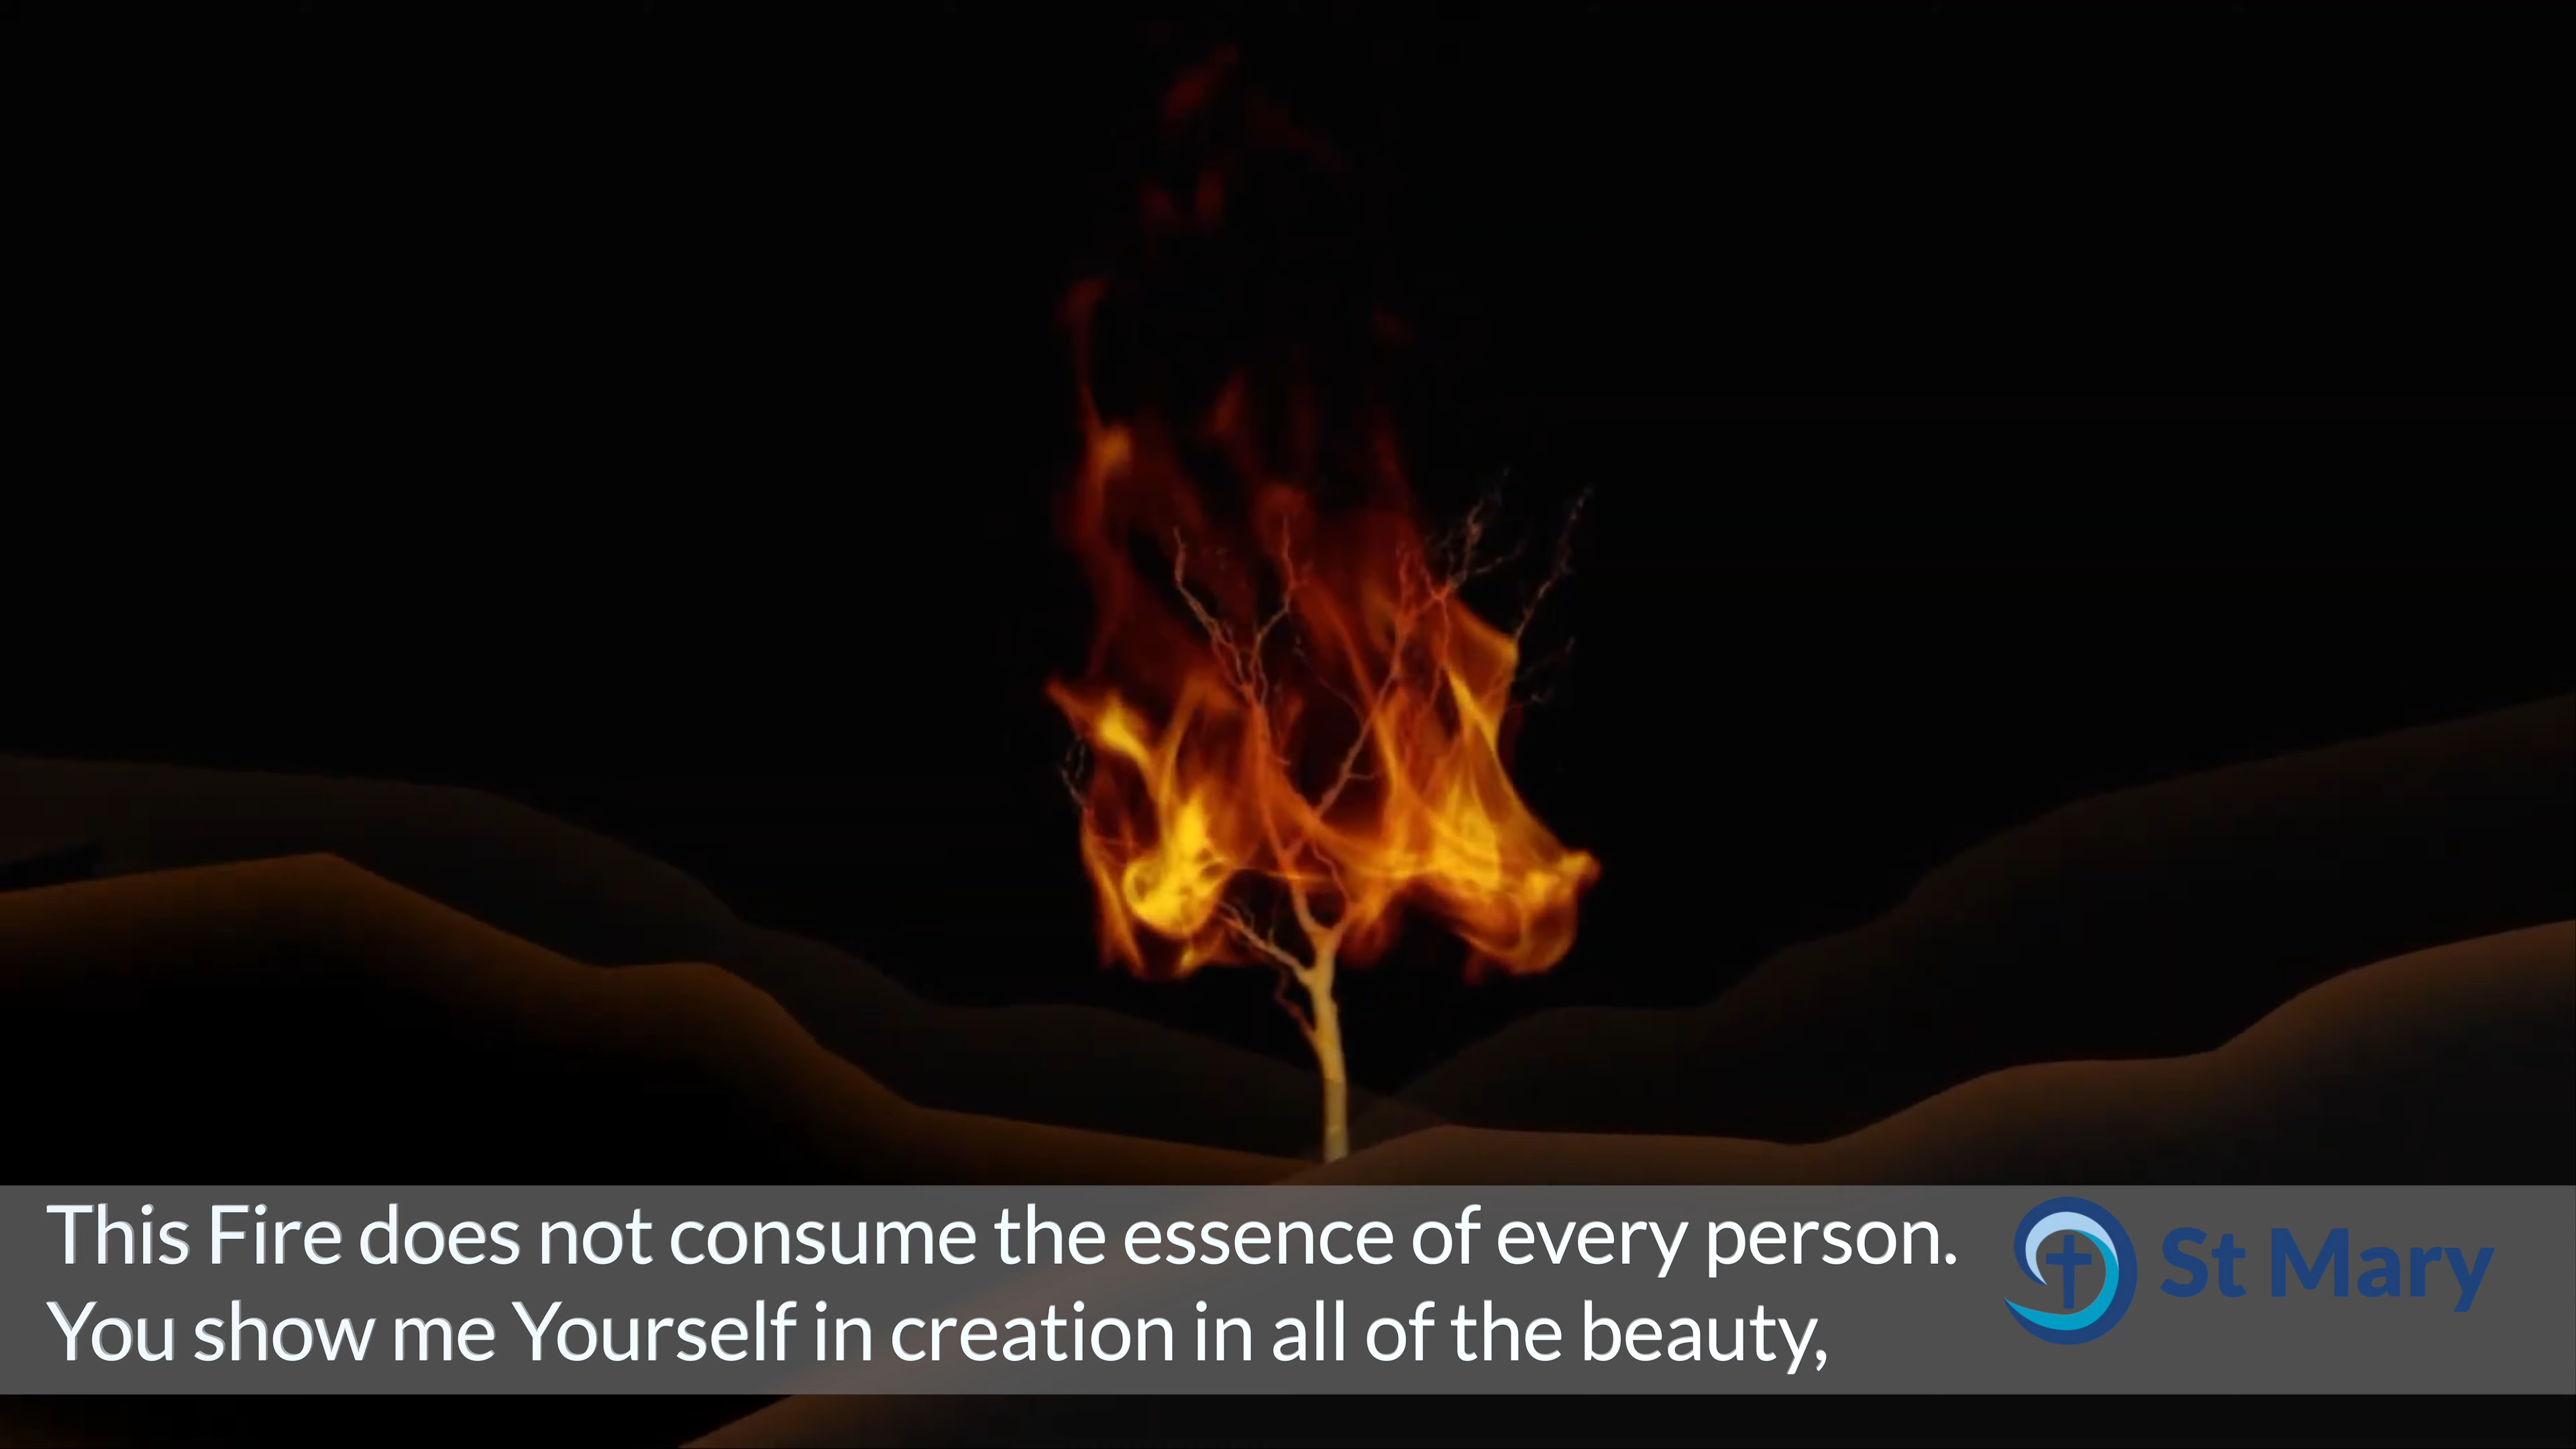 This Fire does not consume the essence of every person.
You show me Yourself in creation in all of the beauty,
St Mary